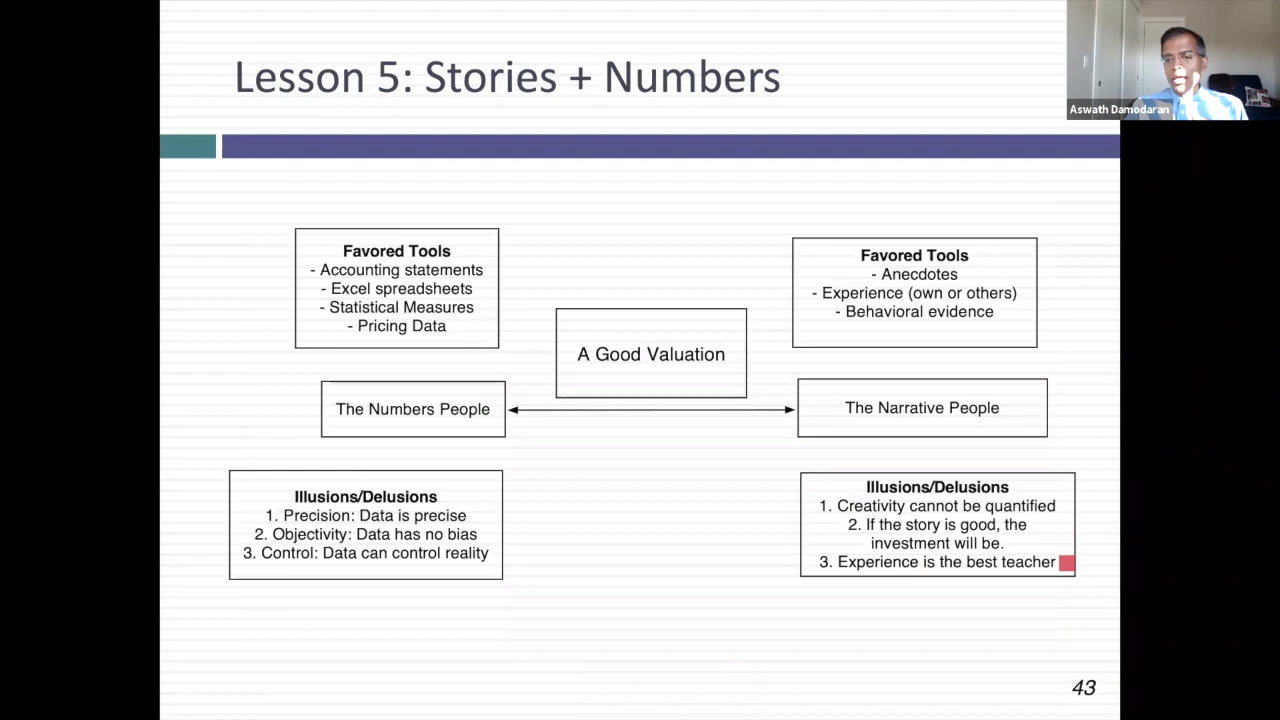 Lesson 5: Stories + Numbers
Aswath Damodaran
Favored Tools
- Accounting statements
- Excel spreadsheets
- Statistical Measures
- Pricing Data
Favored Tools
- Anecdotes
- Experience (own or others)
- Behavioral evidence
A Good Valuation
The Numbers People
The Narrative People
Illusions/Delusions
1. Precision: Data is precise
2. Objectivity: Data has no bias
3. Control: Data can control reality
Illusions/Delusions
1. Creativity cannot be quantified
2. If the story is good, the
investment will be.
3. Experience is the best teacher
43